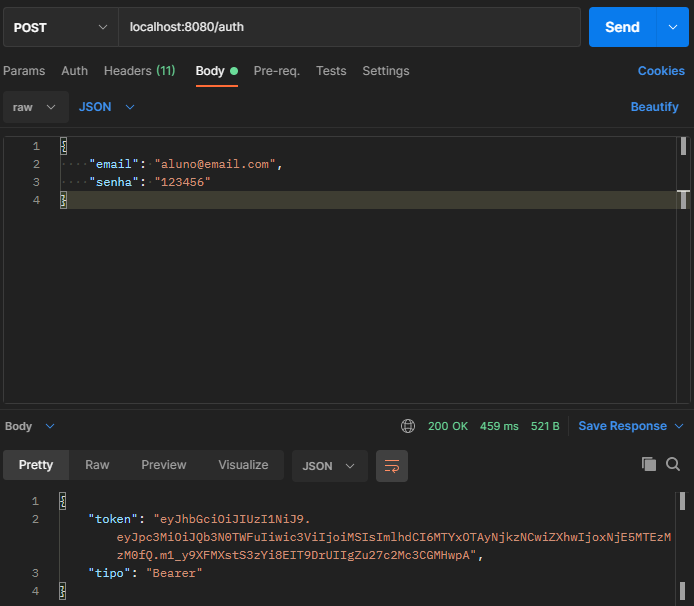 POST localhost:8080/auth Send
Params Auth Headers (11) Body Pre-req. Tests Settings Cookies
raw JSON Beautify
1 {
2 "email": "aluno@email.com",
3 "senha": "123456"
4 }
Body 200 OK 459 ms 521 B Save Response
Pretty Raw Preview Visualize JSON
1 {
2 "token": "eyJhbGciOiJIUzI1NiJ9.
eyJpc3MiOiJQb3N0TWFuIiwic3ViIjoiMSIsImlhdCI6MTYxOTAyNjkzNCwiZXhwIjoxNjE5MTEzM
zM0fQ.m1_y9XFMXstS3zYi8EIT9DrUIIgZu27c2Mc3CGMHwpA",
3 "tipo": "Bearer"
4 }